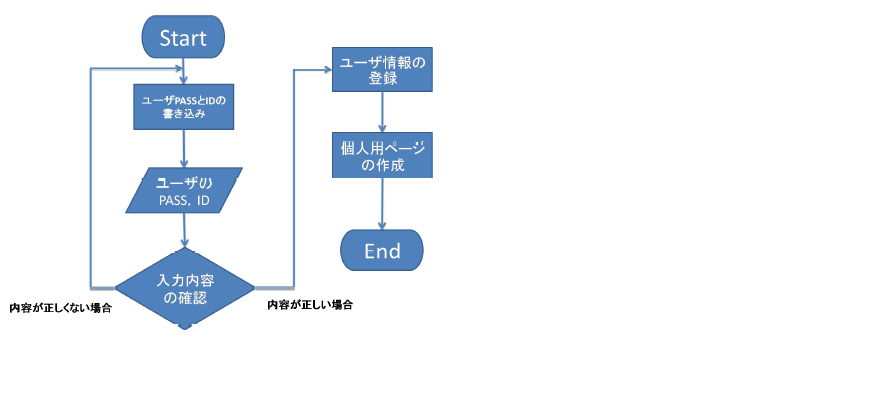 Start
ユーザPASSとIDの
書き込み
ユーザの
PASS, ID
入力内容
の確認
内容が正しくない場合
内容が正しい場合
ユーザ情報の
登録
個人用ページ
の作成
End